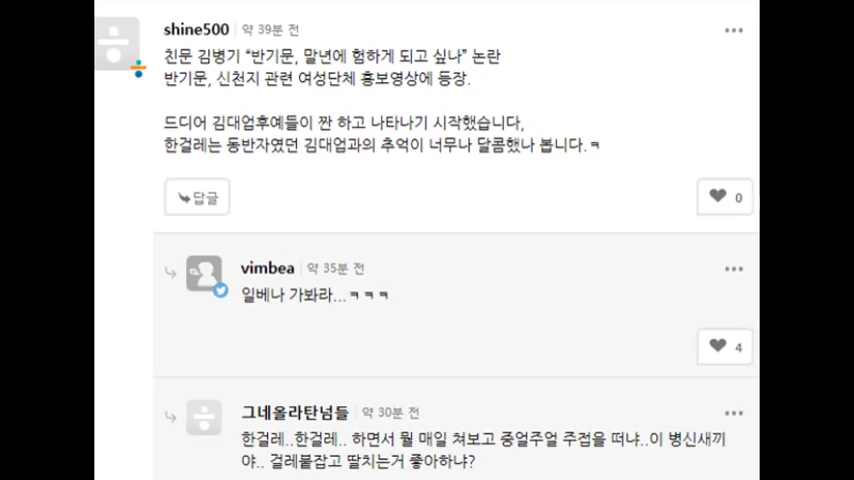 shine500 약 39분 전
친문 김병기 “반기문, 말년에 험하게 되고 싶나” 논란
반기문, 신천지 관련 여성단체 홍보영상에 등장.
드디어 김대업후예들이 짠 하고 나타나기 시작했습니다,
한걸레는 동반자였던 김대업과의 추억이 너무나 달콤했나 봅니다.ㅋ
답글
0
vimbea 약 35분 전
일베나 가봐라...ㅋㅋㅋ
4
그네올라탄넘들 약 30분 전
한걸레..한걸레.. 하면서 뭘 매일 쳐보고 중얼주얼 주접을 떠냐..이 병신새끼
야.. 걸레붙잡고 딸치는거 좋아하냐?